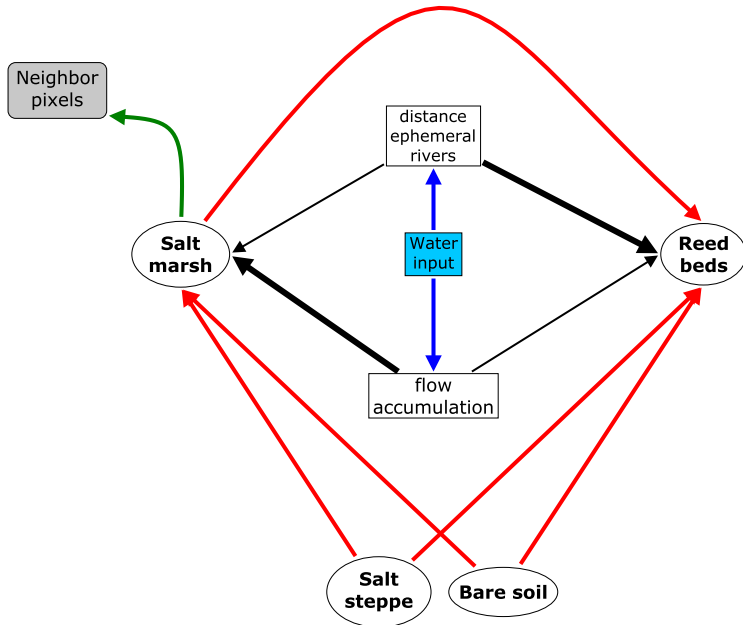 Neighbor
pixels
distance
ephemeral
rivers
Salt
marsh
Water
input
Reed
beds
flow
accumulation
Salt
steppe
Bare soil